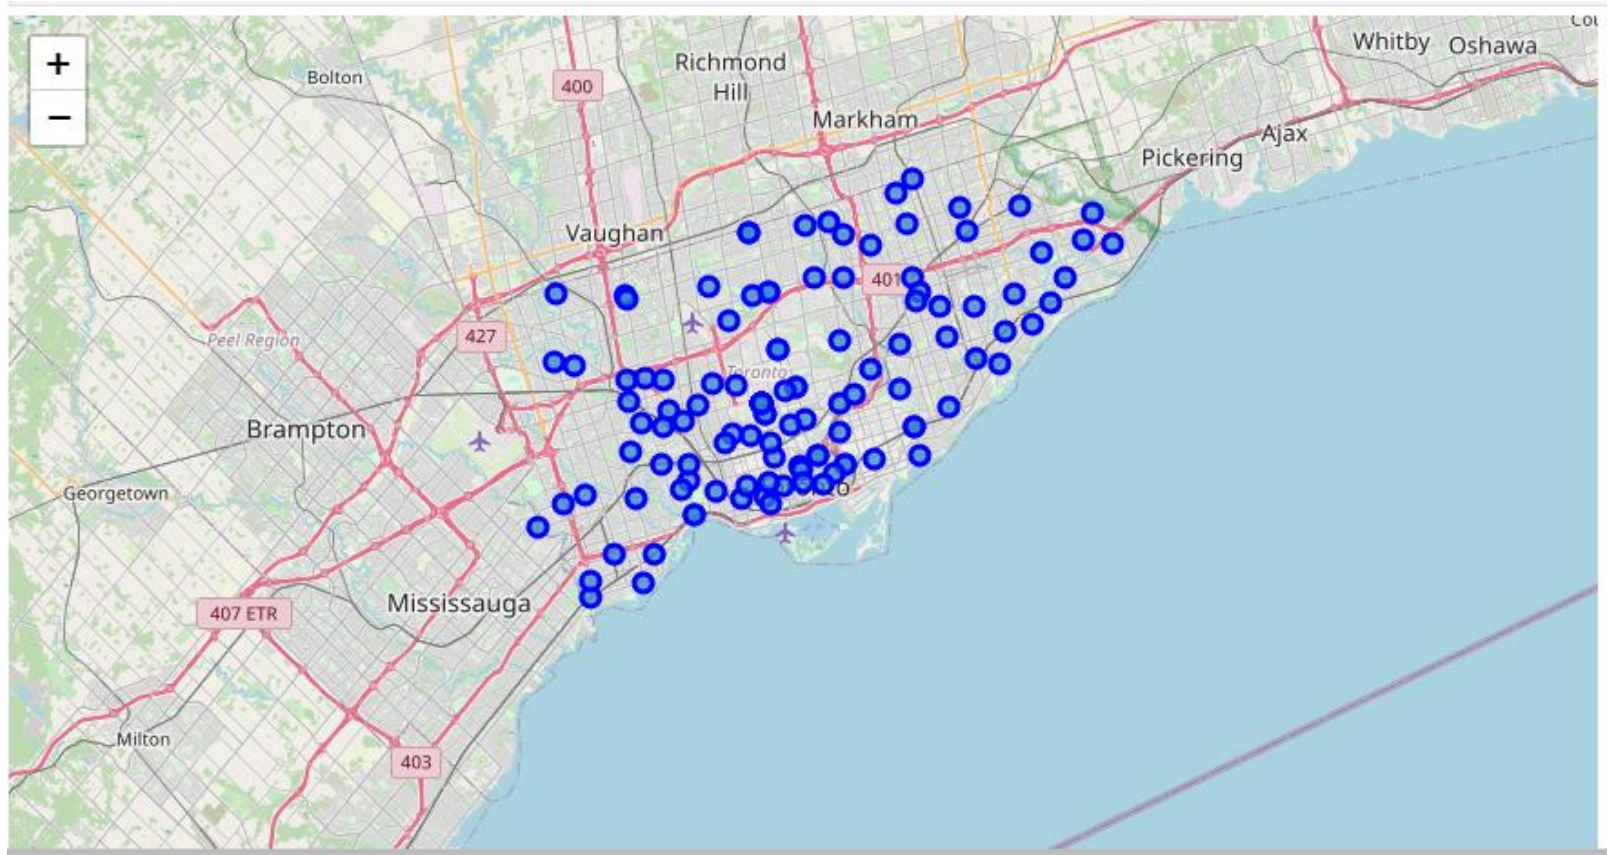 +
−
Whitby Oshawa
Richmond
Hill
Bolton
400
Markham
Ajax
Pickering
Vaughan
401
Peel Region
427
Toronto
Brampton
Georgetown
407 ETR
Mississauga
Milton
403